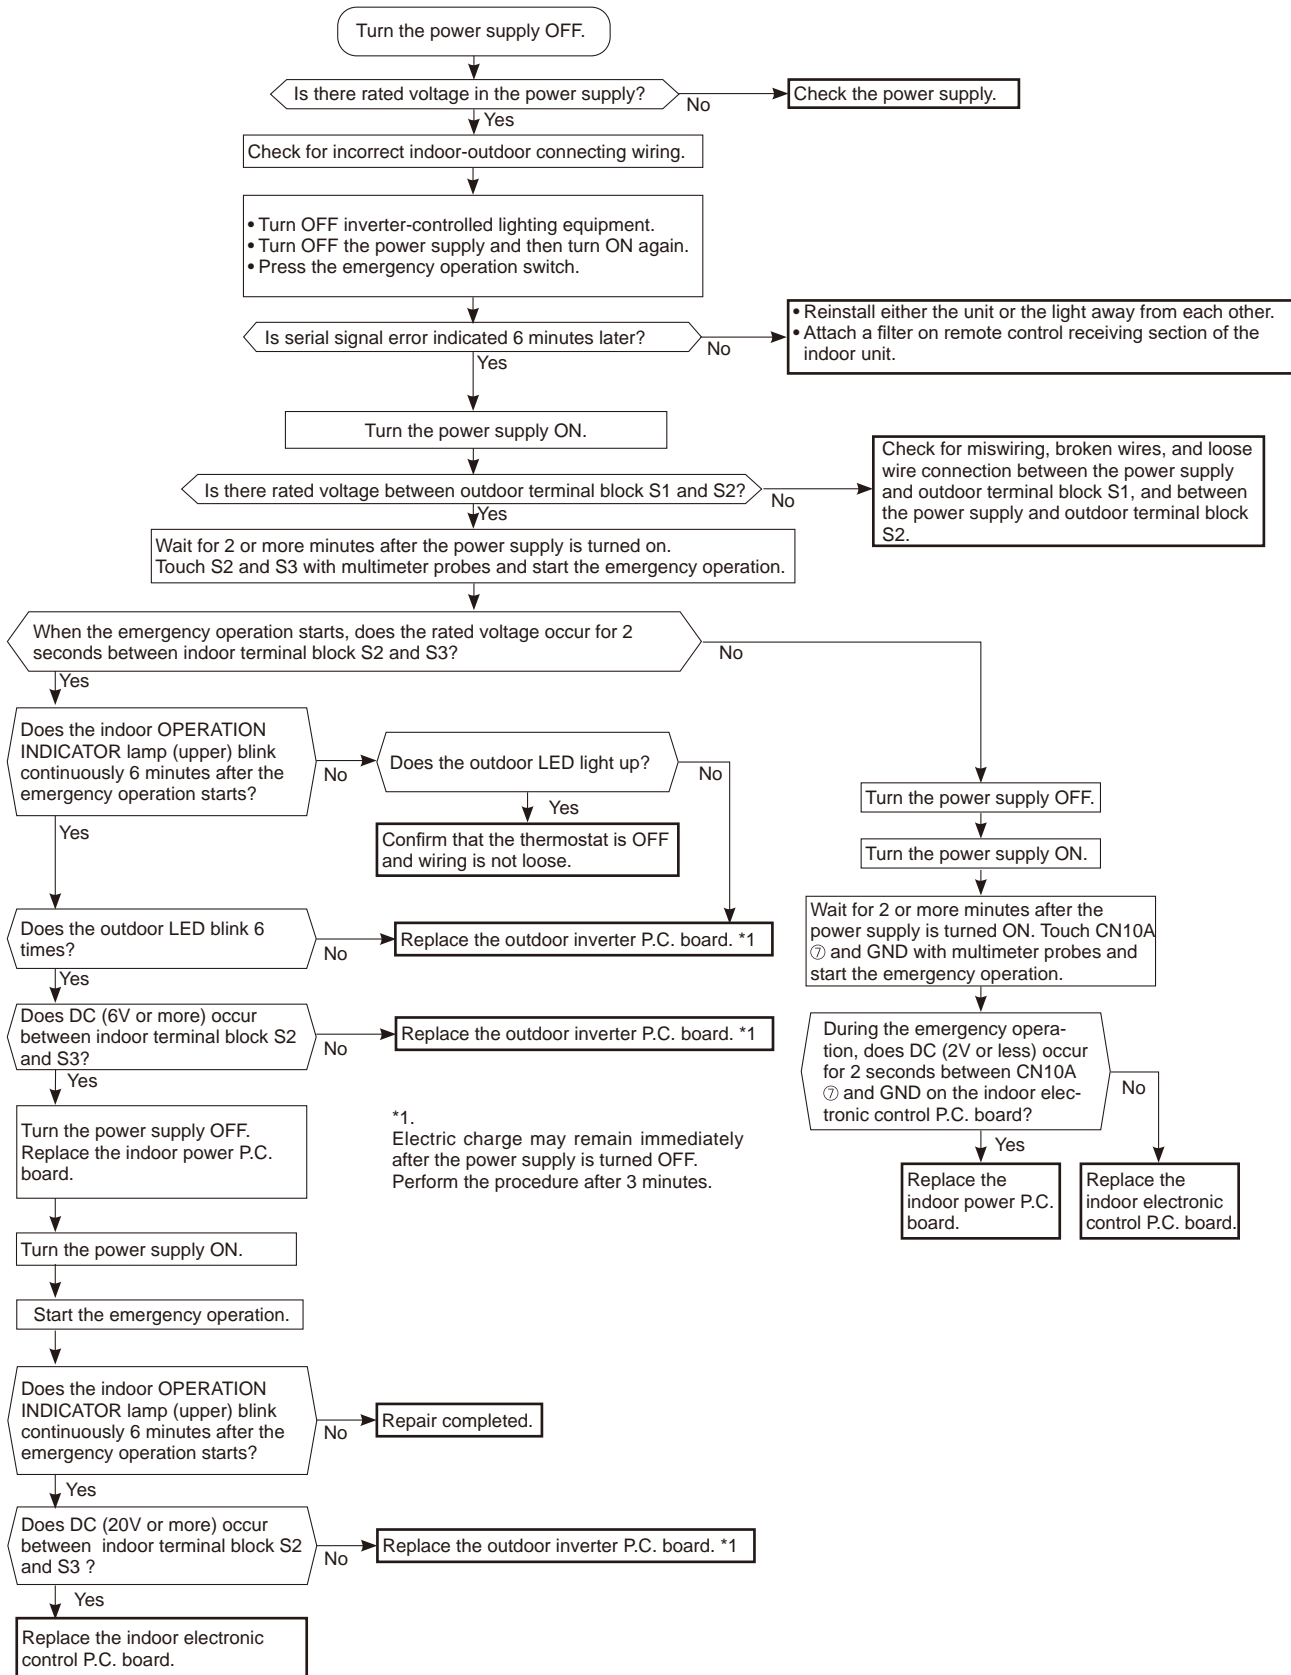 Turn the power supply OFF.
Is there rated voltage in the power supply?
No
Check the power supply.
Yes
Check for incorrect indoor-outdoor connecting wiring.
• Turn OFF inverter-controlled lighting equipment.
• Turn OFF the power supply and then turn ON again.
• Press the emergency operation switch.
Is serial signal error indicated 6 minutes later?
No
• Reinstall either the unit or the light away from each other.
• Attach a filter on remote control receiving section of the
indoor unit.
Yes
Turn the power supply ON.
Is there rated voltage between outdoor terminal block S1 and S2?
No
Check for miswiring, broken wires, and loose
wire connection between the power supply
and outdoor terminal block S1, and between
the power supply and outdoor terminal block
S2.
Yes
Wait for 2 or more minutes after the power supply is turned on.
Touch S2 and S3 with multimeter probes and start the emergency operation.
When the emergency operation starts, does the rated voltage occur for 2
seconds between indoor terminal block S2 and S3?
No
Yes
Does the indoor OPERATION
INDICATOR lamp (upper) blink
continuously 6 minutes after the
emergency operation starts?
No
Does the outdoor LED light up?
No
Yes
Confirm that the thermostat is OFF
and wiring is not loose.
Yes
Does the outdoor LED blink 6
times?
No
Replace the outdoor inverter P.C. board. *1
Yes
Does DC (6V or more) occur
between indoor terminal block S2
and S3?
No
Replace the outdoor inverter P.C. board. *1
Yes
Turn the power supply OFF.
Replace the indoor power P.C.
board.
*1.
Electric charge may remain immediately
after the power supply is turned OFF.
Perform the procedure after 3 minutes.
Turn the power supply ON.
Start the emergency operation.
Does the indoor OPERATION
INDICATOR lamp (upper) blink
continuously 6 minutes after the
emergency operation starts?
No
Repair completed.
Yes
Does DC (20V or more) occur
between indoor terminal block S2
and S3 ?
No
Replace the outdoor inverter P.C. board. *1
Yes
Replace the indoor electronic
control P.C. board.
Turn the power supply OFF.
Turn the power supply ON.
Wait for 2 or more minutes after the
power supply is turned ON. Touch CN10A
⑦ and GND with multimeter probes and
start the emergency operation.
During the emergency opera-
tion, does DC (2V or less) occur
for 2 seconds between CN10A
⑦ and GND on the indoor elec-
tronic control P.C. board?
No
Yes
Replace the
indoor power P.C.
board.
Replace the
indoor electronic
control P.C. board.